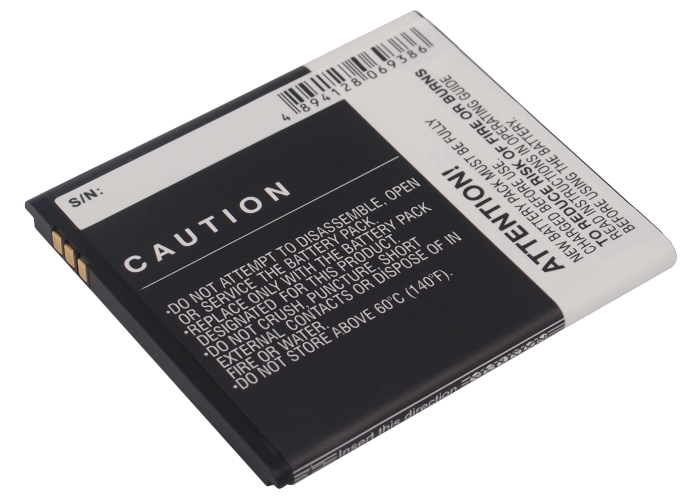 S/N:
4 894128 069386
CAUTION
•DO NOT ATTEMPT TO DISASSEMBLE, OPEN
OR SERVICE THE BATTERY PACK.
•REPLACE ONLY WITH THE BATTERY PACK
DESIGNATED FOR THIS PRODUCT.
•DO NOT CRUSH, PUNCTURE, SHORT
EXTERNAL CONTACTS OR DISPOSE OF IN
FIRE OR WATER.
•DO NOT STORE ABOVE 60°C (140°F).
Insert this direction
ATTENTION!
NEW BATTERY PACK MUST BE FULLY
CHARGED BEFORE USE.
TO REDUCE RISK OF FIRE OR BURNS
READ INSTRUCTIONS IN OPERATING GUIDE
BEFORE USING THE BATTERY.